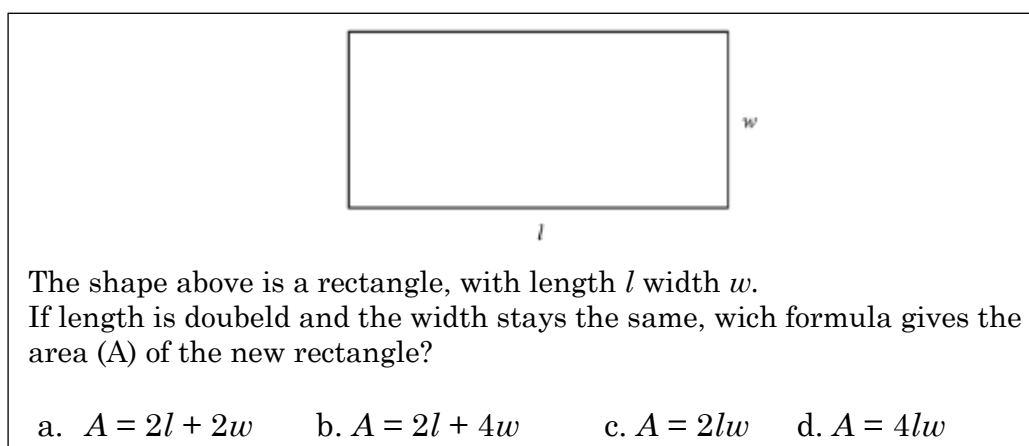 w
l
The shape above is a rectangle, with length l width w.
If length is doubeld and the width stays the same, wich formula gives the
area (A) of the new rectangle?
a. A = 2l + 2w b. A = 2l + 4w c. A = 2lw d. A = 4lw